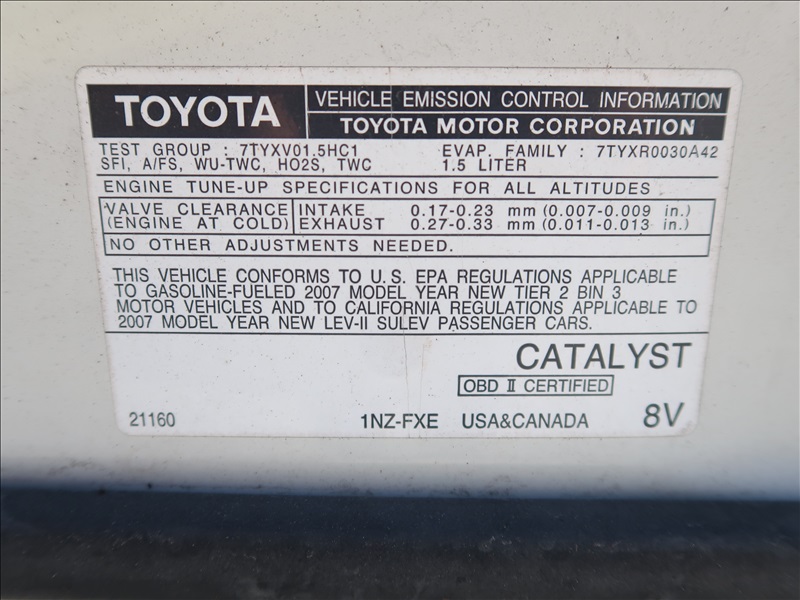 TOYOTA
VEHICLE EMISSION CONTROL INFORMATION
TOYOTA MOTOR CORPORATION
TEST GROUP : 7TYXV01.5HC1 EVAP. FAMILY : 7TYXR0030A42
SFI, A/FS, WU-TWC, HO2S, TWC 1.5 LITER
ENGINE TUNE-UP SPECIFICATIONS FOR ALL ALTITUDES
VALVE CLEARANCE INTAKE 0.17-0.23 mm (0.007-0.009 in.)
(ENGINE AT COLD) EXHAUST 0.27-0.33 mm (0.011-0.013 in.)
NO OTHER ADJUSTMENTS NEEDED.
THIS VEHICLE CONFORMS TO U.S. EPA REGULATIONS APPLICABLE
TO GASOLINE-FUELED 2007 MODEL YEAR NEW TIER 2 BIN 3
MOTOR VEHICLES AND TO CALIFORNIA REGULATIONS APPLICABLE TO
2007 MODEL YEAR NEW LEV-II SULEV PASSENGER CARS.
CATALYST
OBD II CERTIFIED
21160 1NZ-FXE USA&CANADA 8V